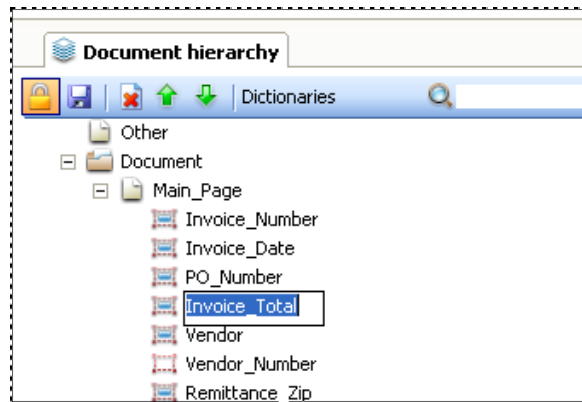 Document hierarchy
Dictionaries
Other
Document
Main_Page
Invoice_Number
Invoice_Date
PO_Number
Invoice_Total
Vendor
Vendor_Number
Remittance_Zip